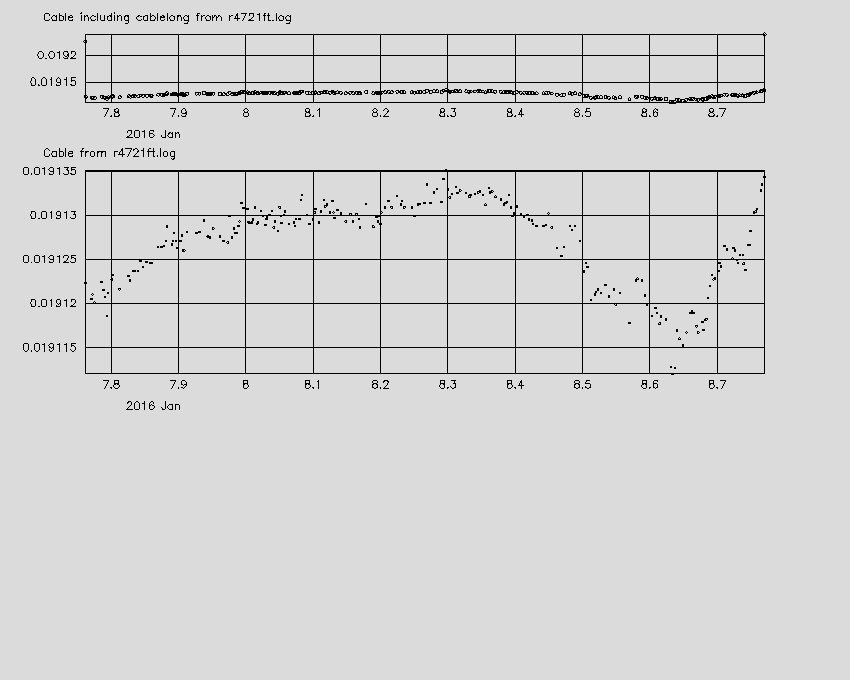 Cable including cablelong from r4721ft.log
0.0192
0.01915
7.8 7.9 8 8.1 8.2 8.3 8.4 8.5 8.6 8.7
2016 Jan
Cable from r4721ft.log
0.019135
0.01913
0.019125
0.01912
0.019115
7.8 7.9 8 8.1 8.2 8.3 8.4 8.5 8.6 8.7
2016 Jan